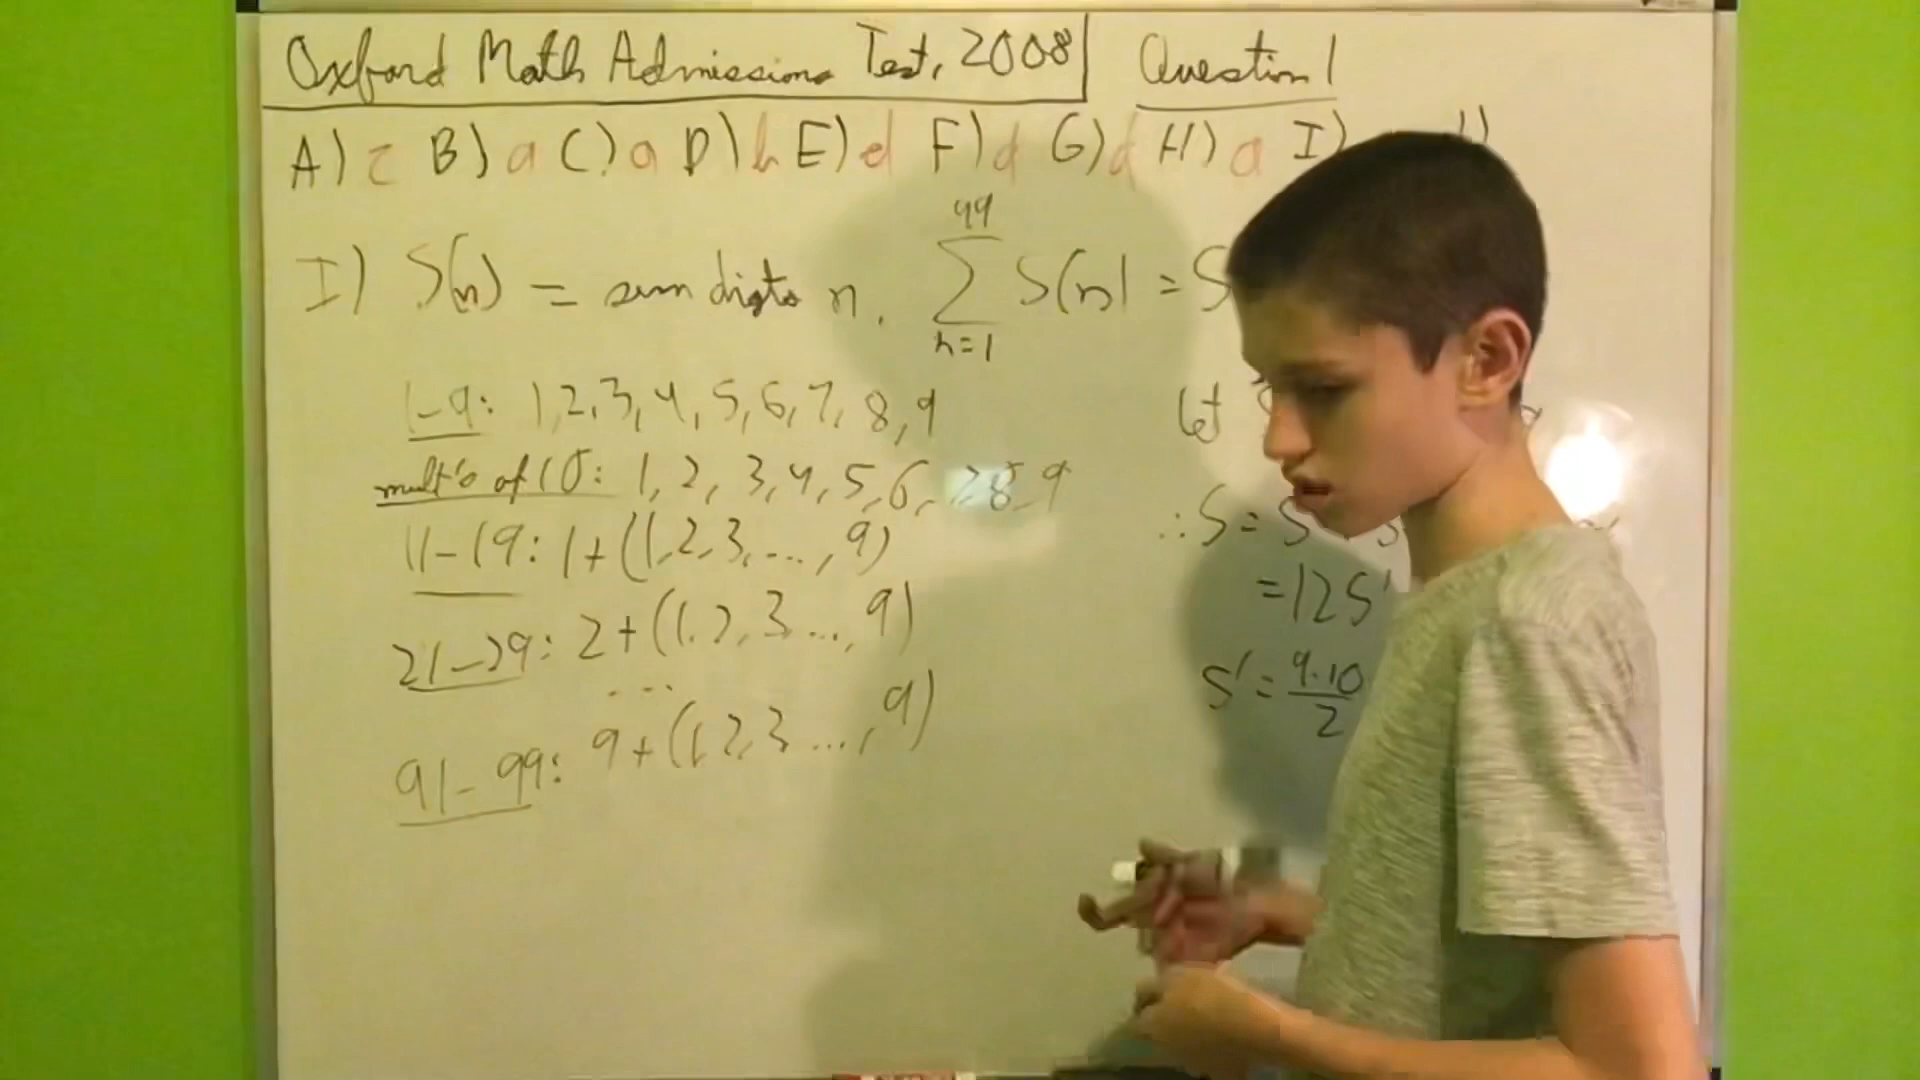 Oxford Math Admissions Test, 2008 Question 1
A) c B) a C) a D) b E) d F) d G) d H) a I)
I) S(n) = sum digits n. 99 ∑ n=1 S(n) = S
1-9: 1, 2, 3, 4, 5, 6, 7, 8, 9
let
mult's of 10: 1, 2, 3, 4, 5, 6, 7, 8, 9
11-19: 1+(1,2,3,...,9)
∴ S = S
= 12S'
21-29: 2+(1,2,3...,9)
...
S' = 9·10/2
91-99: 9+(1,2,3...,9)